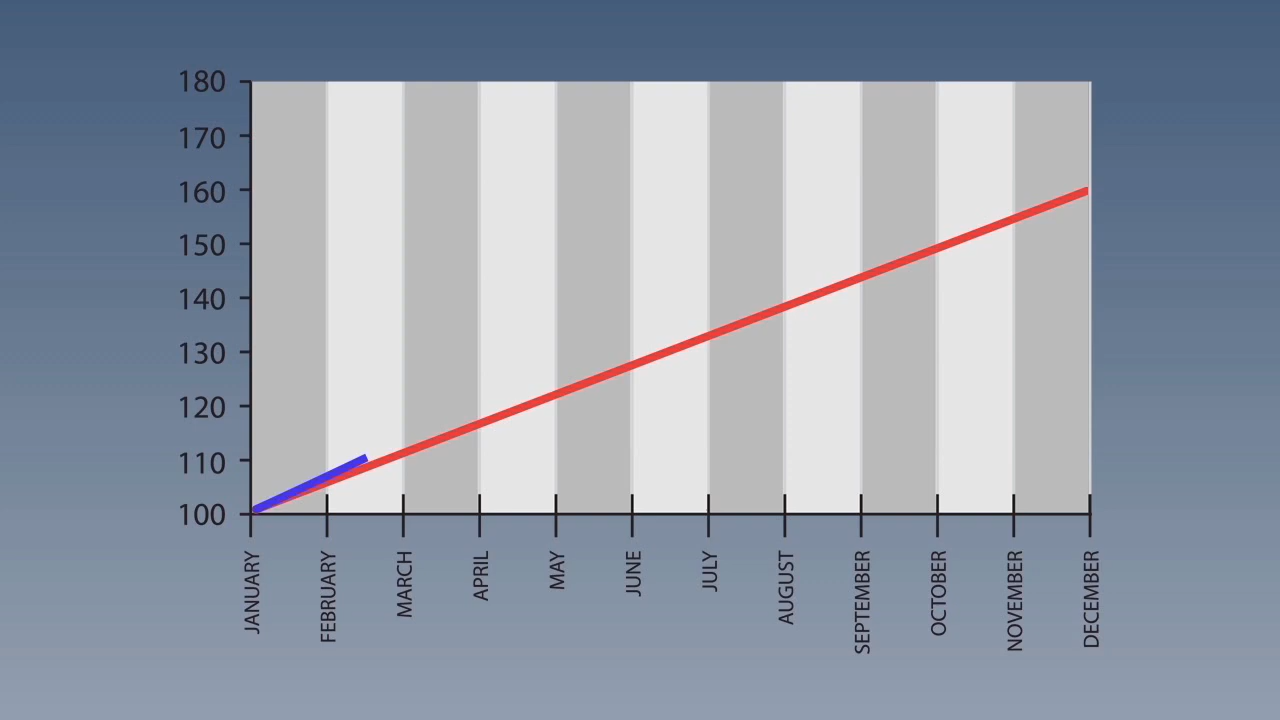 180
170
160
150
140
130
120
110
100
JANUARY
FEBRUARY
MARCH
APRIL
MAY
JUNE
JULY
AUGUST
SEPTEMBER
OCTOBER
NOVEMBER
DECEMBER